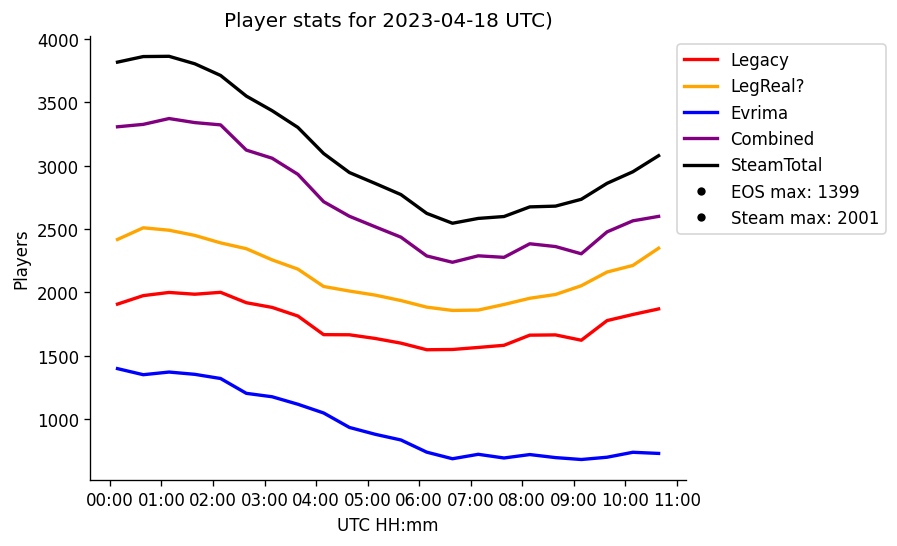 Player stats for 2023-04-18 UTC)
4000
3500
3000
2500
2000
1500
1000
Players
00:00 01:00 02:00 03:00 04:00 05:00 06:00 07:00 08:00 09:00 10:00 11:00
UTC HH:mm
Legacy
LegReal?
Evrima
Combined
SteamTotal
EOS max: 1399
Steam max: 2001